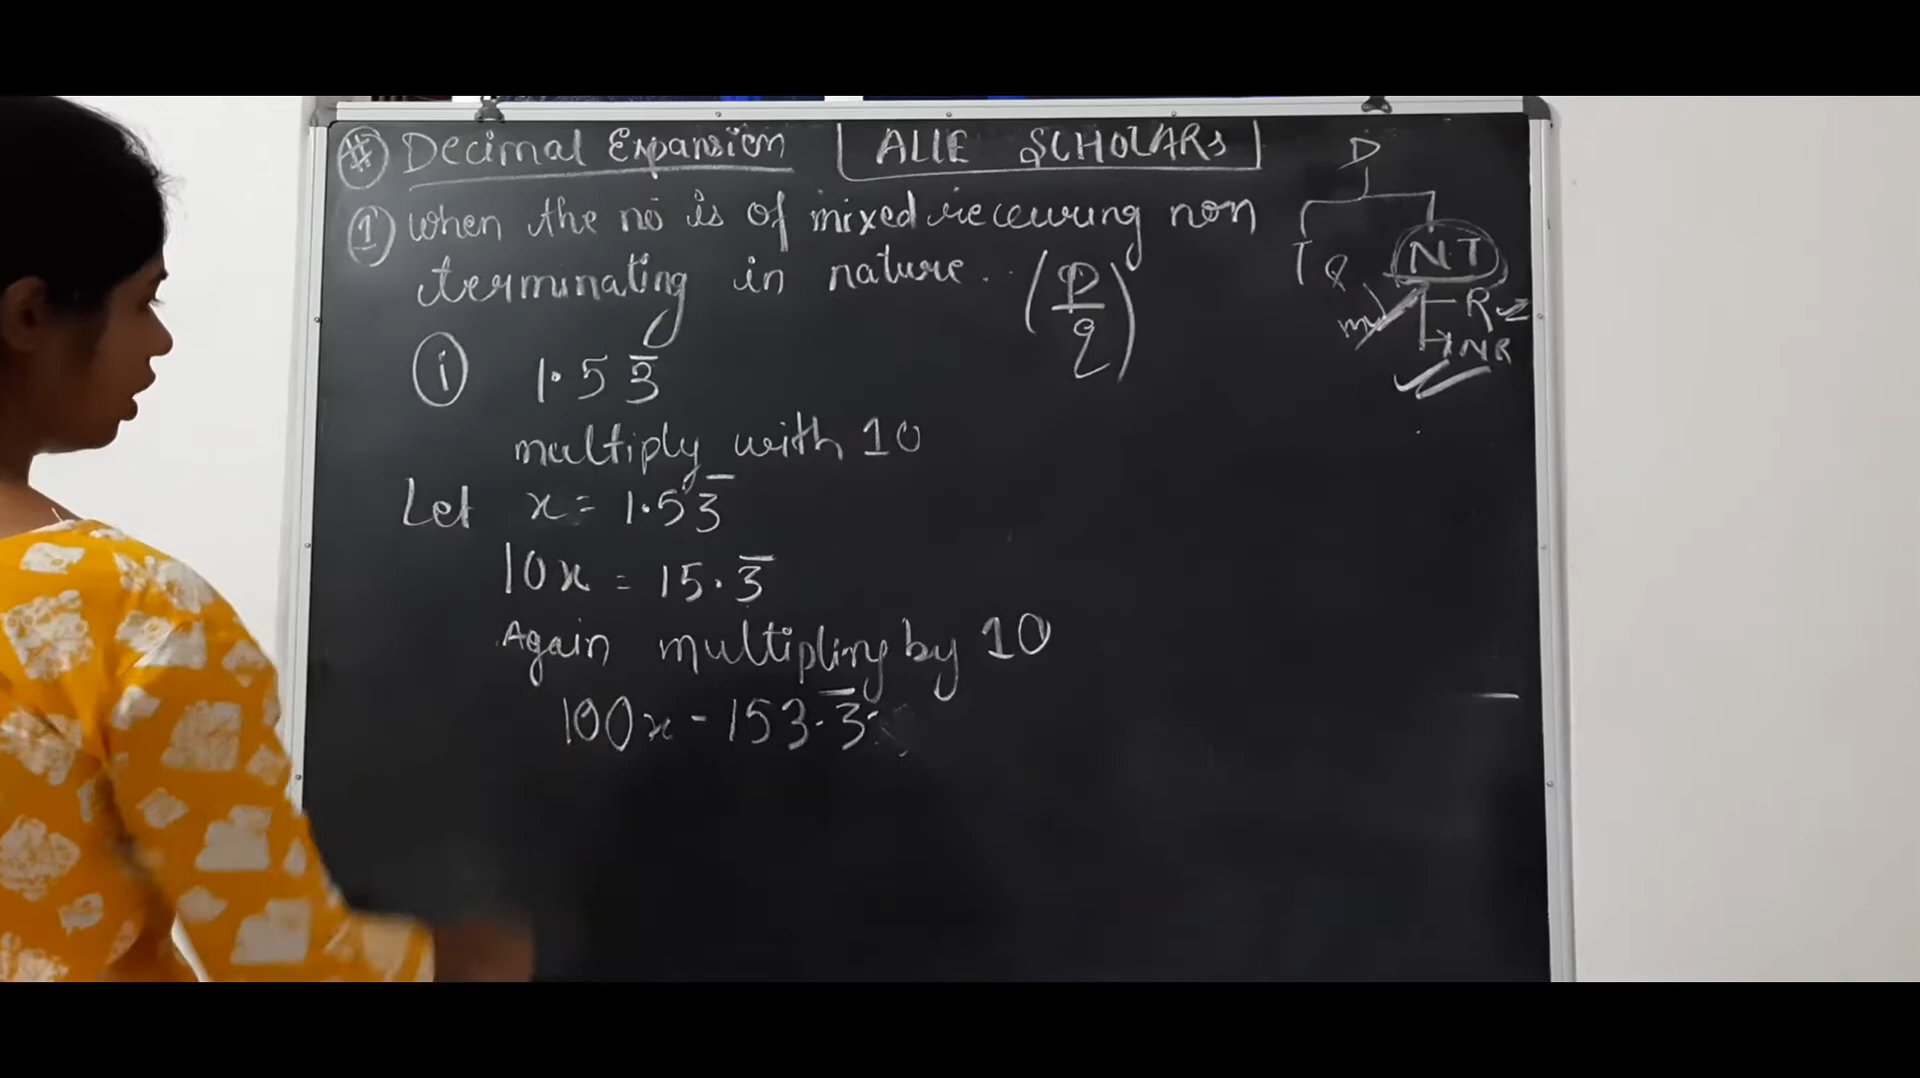 # Decimal Expansion ALLE SCHOLARS
① when the no is of mixed recurring non
terminating in nature. (p/q)
i 1.53̅
multiply with 10
Let x = 1.53̅
10x = 15.3̅
Again multipling by 10
100x - 153.3̅
D
T NT
Q R
NR